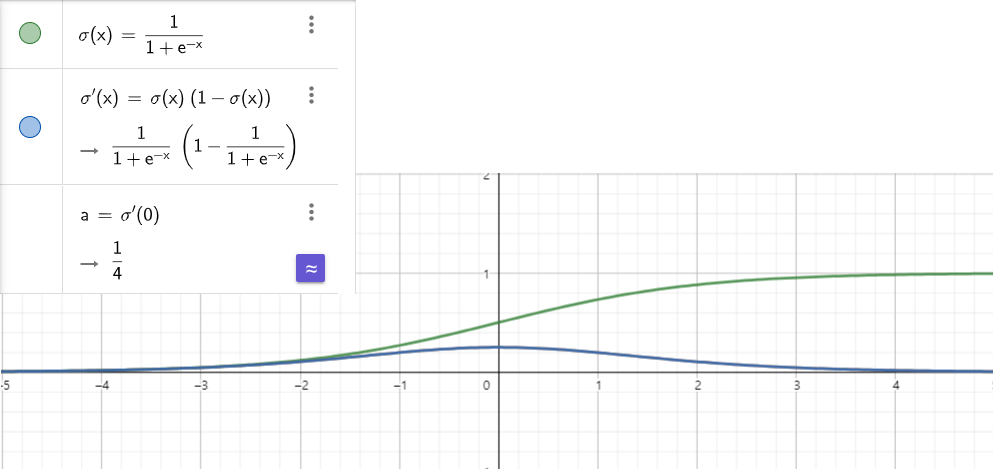 σ(x) = 1 / (1 + e⁻ˣ)
σ′(x) = σ(x) (1 − σ(x))
→ 1 / (1 + e⁻ˣ) (1 − 1 / (1 + e⁻ˣ))
a = σ′(0)
→ 1/4
≈
2
1
-5 −4 −3 −2 −1 0 1 2 3 4